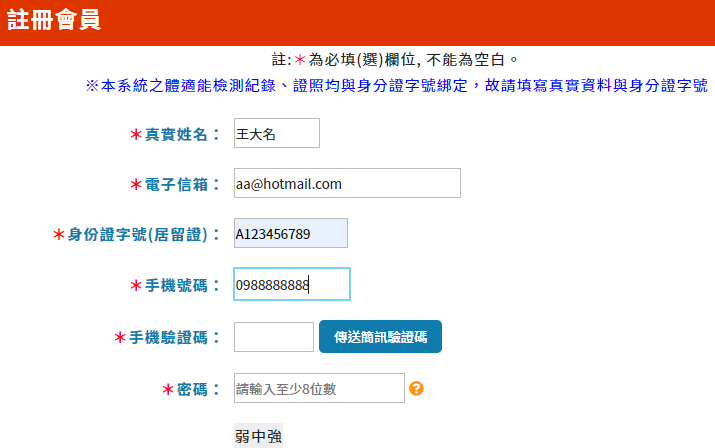 註冊會員
註:＊為必填(選)欄位, 不能為空白。
※本系統之體適能檢測紀錄、證照均與身分證字號綁定，故請填寫真實資料與身分證字號
＊真實姓名： 王大名
＊電子信箱： aa@hotmail.com
＊身份證字號(居留證)： A123456789
＊手機號碼： 0988888888
＊手機驗證碼： 傳送簡訊驗證碼
＊密碼： 請輸入至少8位數 ?
弱中強